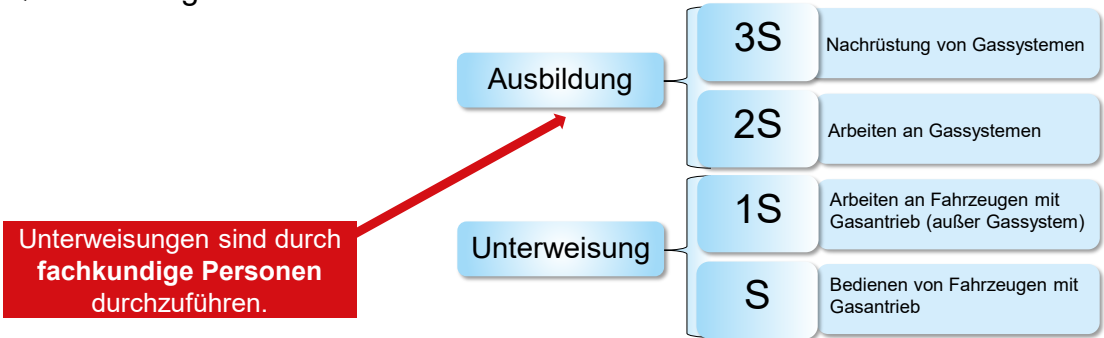 3S
Nachrüstung von Gassystemen
Ausbildung
2S
Arbeiten an Gassystemen
1S
Arbeiten an Fahrzeugen mit
Gasantrieb (außer Gassystem)
Unterweisungen sind durch
fachkundige Personen
durchzuführen.
Unterweisung
S
Bedienen von Fahrzeugen mit
Gasantrieb